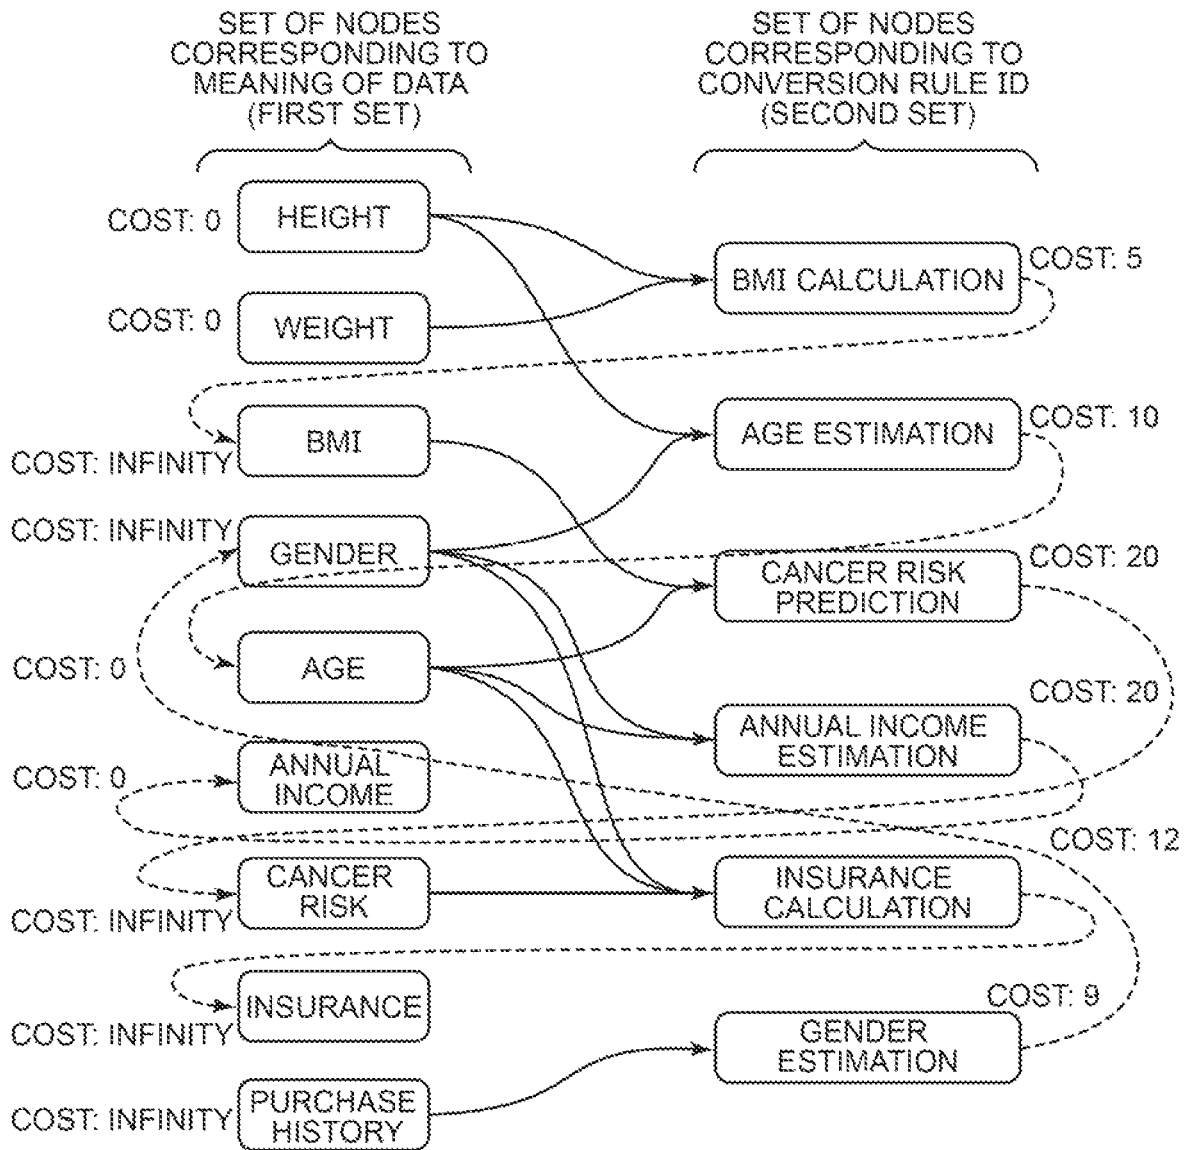 SET OF NODES
CORRESPONDING TO
MEANING OF DATA
(FIRST SET)
SET OF NODES
CORRESPONDING TO
CONVERSION RULE ID
(SECOND SET)
COST: 0
HEIGHT
COST: 0
WEIGHT
BMI
COST: INFINITY
COST: INFINITY
GENDER
COST: 0
AGE
COST: 0
ANNUAL
INCOME
CANCER
RISK
COST: INFINITY
INSURANCE
COST: INFINITY
COST: INFINITY
PURCHASE
HISTORY
BMI CALCULATION
COST: 5
AGE ESTIMATION
COST: 10
CANCER RISK
PREDICTION
COST: 20
ANNUAL INCOME
ESTIMATION
COST: 20
INSURANCE
CALCULATION
COST: 12
GENDER
ESTIMATION
COST: 9